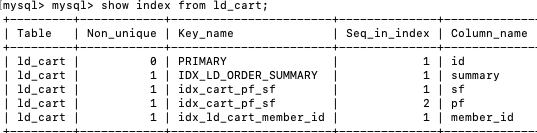 [mysql> mysql> show index from ld_cart;
+---------+------------+-----------------------+--------------+-------------
| Table   | Non_unique | Key_name              | Seq_in_index | Column_name
+---------+------------+-----------------------+--------------+-------------
| ld_cart |          0 | PRIMARY               |            1 | id
| ld_cart |          1 | IDX_LD_ORDER_SUMMARY  |            1 | summary
| ld_cart |          1 | idx_cart_pf_sf        |            1 | sf
| ld_cart |          1 | idx_cart_pf_sf        |            2 | pf
| ld_cart |          1 | idx_ld_cart_member_id |            1 | member_id
+---------+------------+-----------------------+--------------+-------------